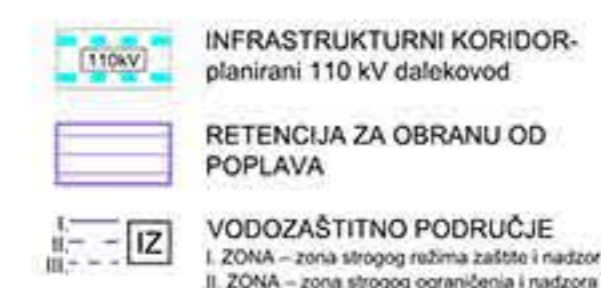 110kV
INFRASTRUKTURNI KORIDOR-
planirani 110 kV dalekovod
RETENCIJA ZA OBRANU OD
POPLAVA
I.
II.
III.
IZ
VODOZAŠTITNO PODRUČJE
I. ZONA – zona strogog režima zaštite i nadzor
II. ZONA – zona strogog ograničenja i nadzora